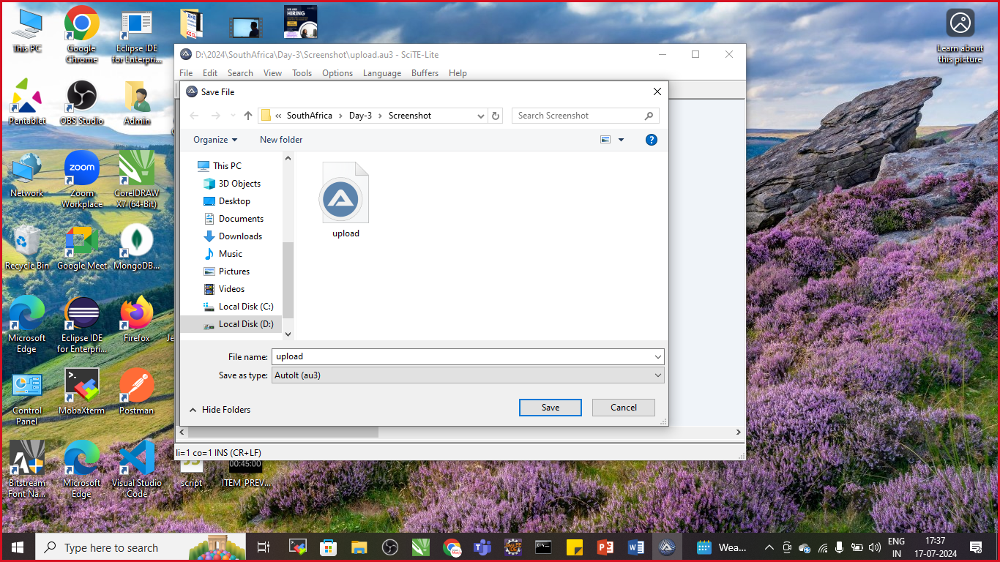 This PC
Google Chrome
Eclipse IDE for Enterpri...
WE ARE HIRING
Learn about this picture
D:\2024\SouthAfrica\Day-3\Screenshot\upload.au3 - SciTE-Lite
File Edit Search View Tools Options Language Buffers Help
Save File
« SouthAfrica › Day-3 › Screenshot
Search Screenshot
Organize
New folder
?
This PC
3D Objects
Desktop
Documents
Downloads
Music
Pictures
Videos
Local Disk (C:)
Local Disk (D:)
upload
File name: upload
Save as type: AutoIt (au3)
Hide Folders
Save
Cancel
li=1 co=1 INS (CR+LF)
Pentablet
OBS Studio
Admin
Network
zoom
Zoom Workplace
CorelDRAW X7 (64-Bit)
Recycle Bin
Google Meet
MongoDB...
Microsoft Edge
Eclipse IDE for Enterpri...
Firefox
Je
Control Panel
MobaXterm
Postman
Bitstream Font Na...
Microsoft Edge
Visual Studio Code
script
00:45:00
ITEM_PREV...
Type here to search
Wea...
ENG
IN
17:37
17-07-2024